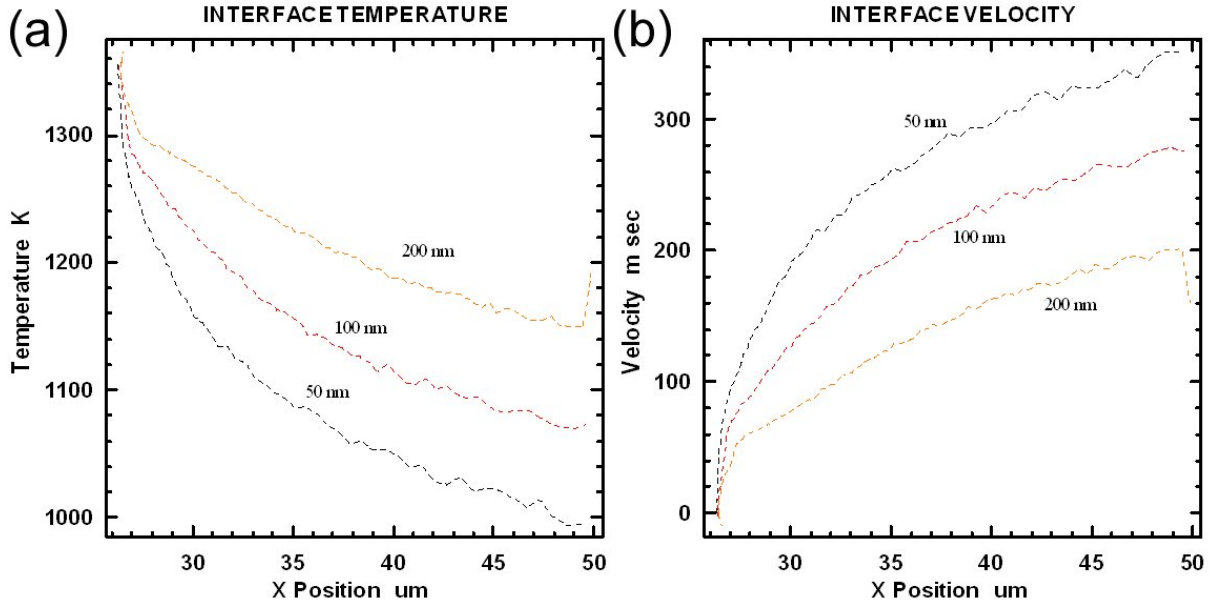 (a)
INTERFACE TEMPERATURE
Temperature K
1300
1200
1100
1000
200 nm
100 nm
50 nm
30 35 40 45 50
X Position um
(b)
INTERFACE VELOCITY
Velocity m sec
300
200
100
0
50 nm
100 nm
200 nm
30 35 40 45 50
X Position um